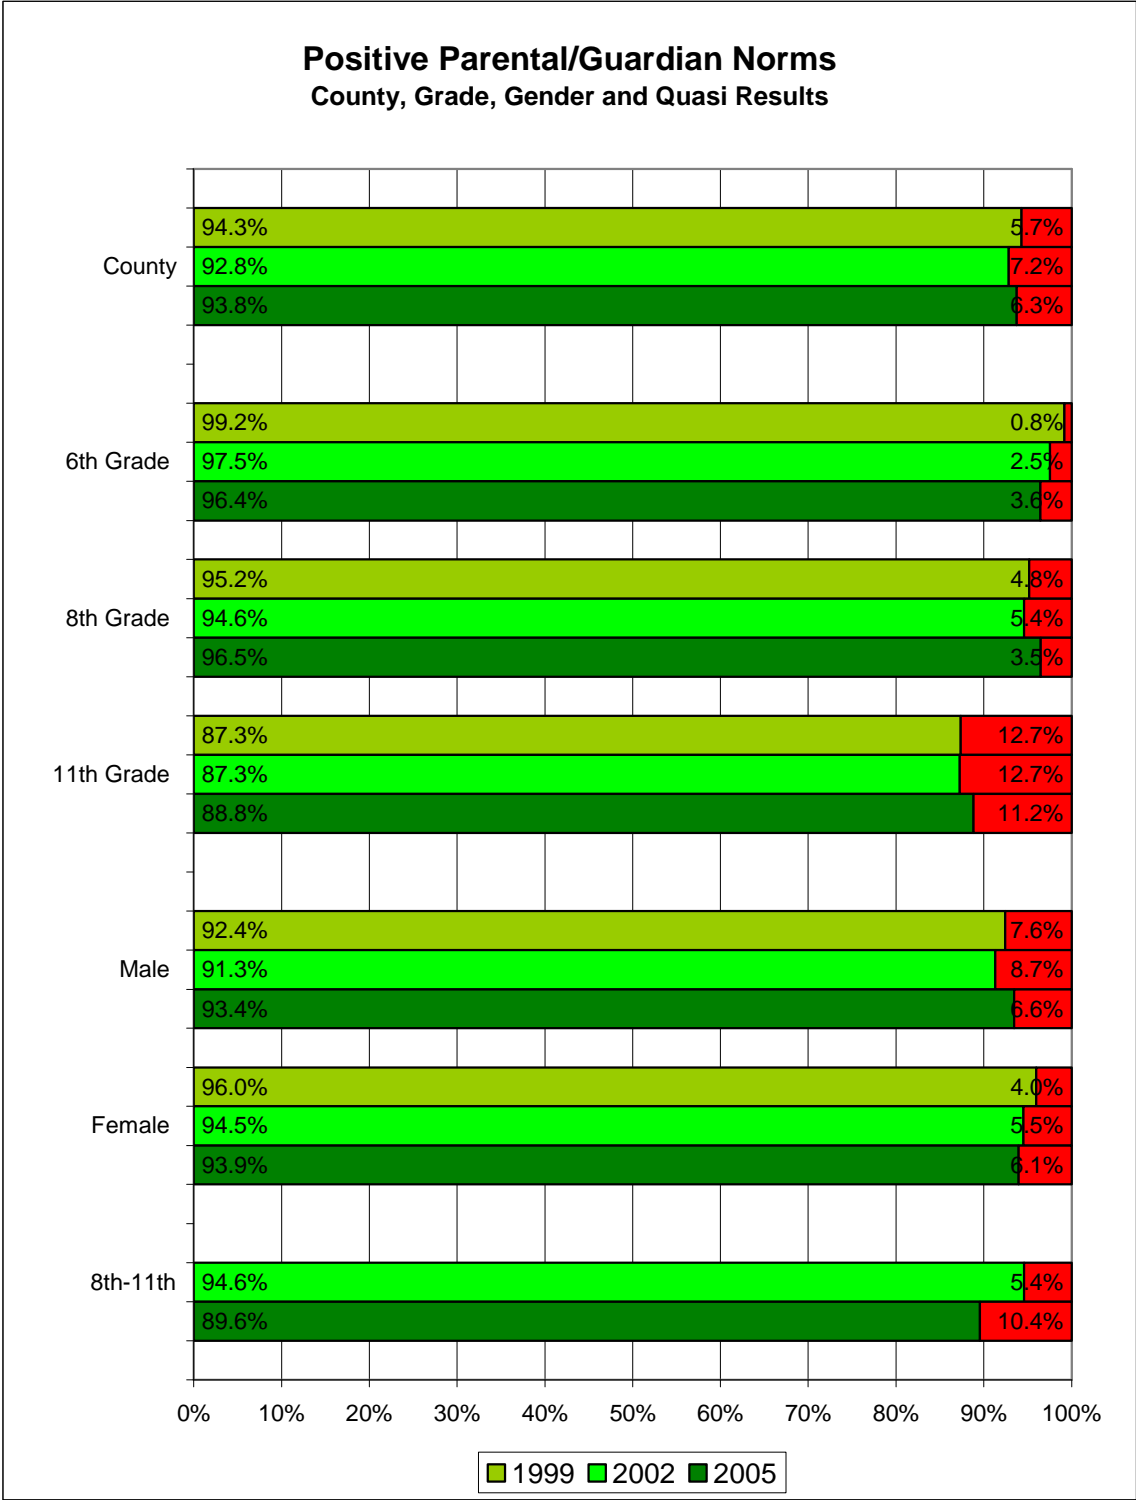 Positive Parental/Guardian Norms
County, Grade, Gender and Quasi Results
94.3% 5.7%
County 92.8% 7.2%
93.8% 6.3%
99.2% 0.8%
6th Grade 97.5% 2.5%
96.4% 3.6%
95.2% 4.8%
8th Grade 94.6% 5.4%
96.5% 3.5%
87.3% 12.7%
11th Grade 87.3% 12.7%
88.8% 11.2%
92.4% 7.6%
Male 91.3% 8.7%
93.4% 6.6%
96.0% 4.0%
Female 94.5% 5.5%
93.9% 6.1%
8th-11th 94.6% 5.4%
89.6% 10.4%
0% 10% 20% 30% 40% 50% 60% 70% 80% 90% 100%
1999 2002 2005